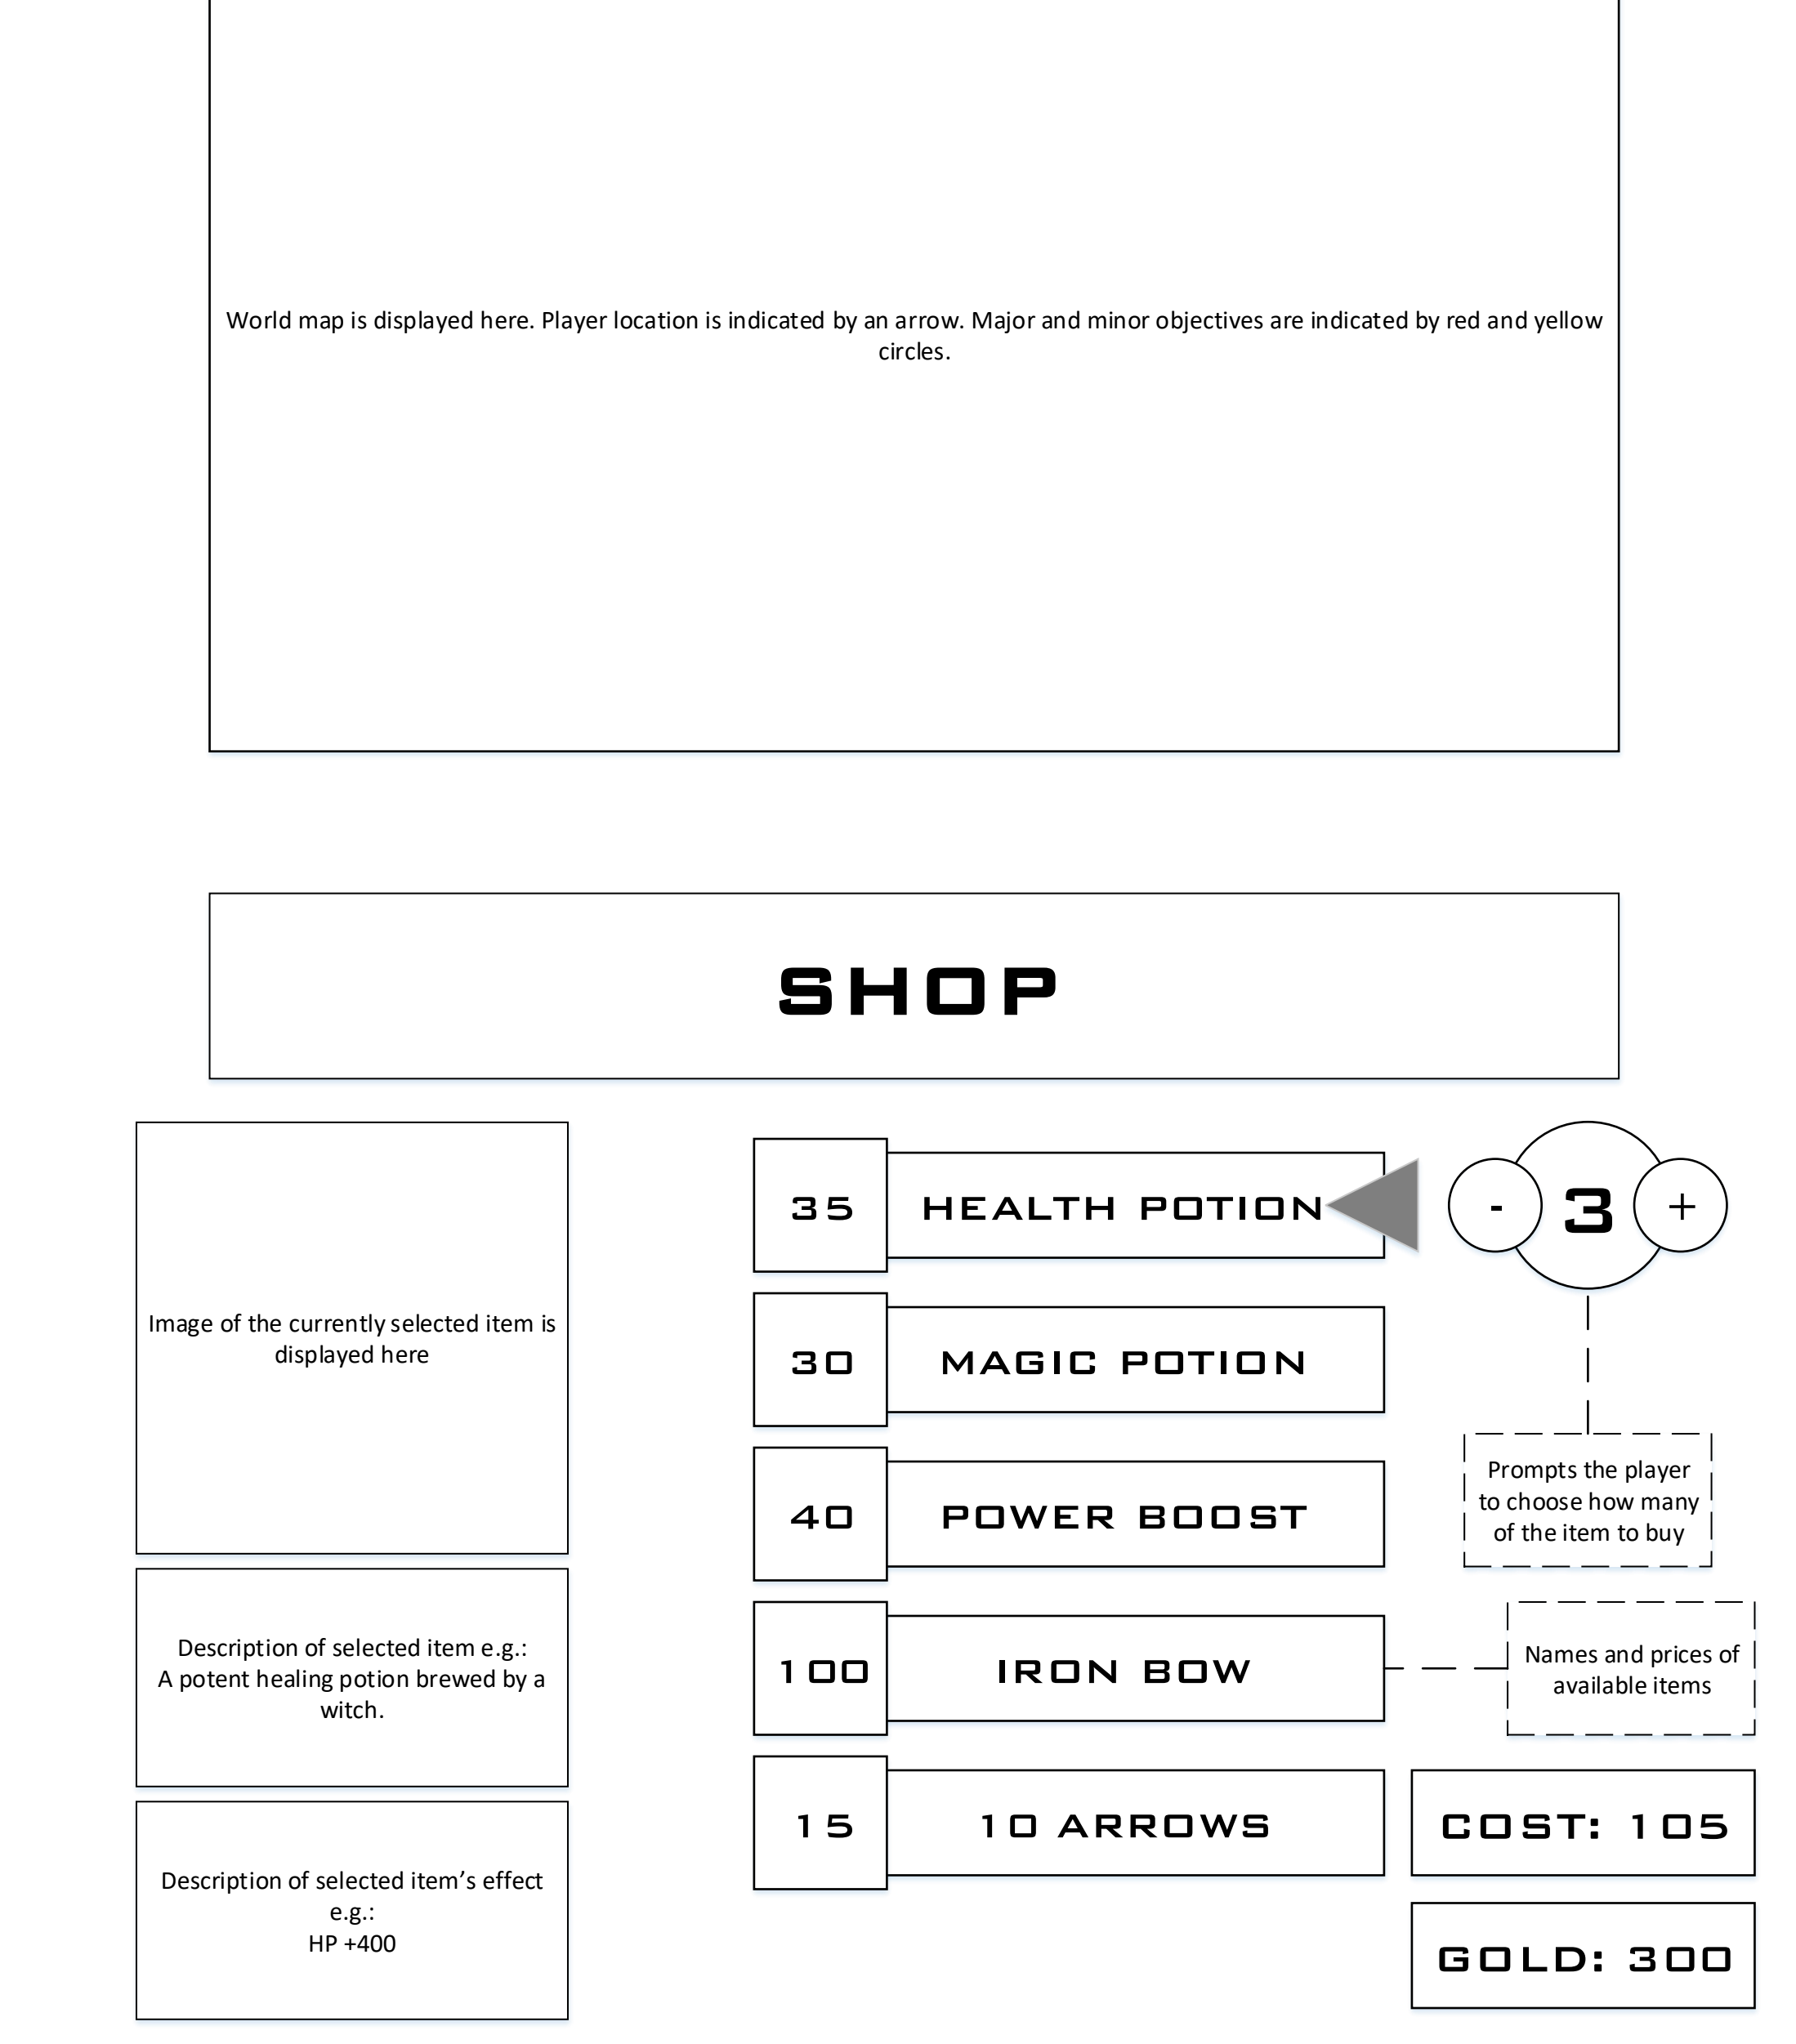 World map is displayed here. Player location is indicated by an arrow. Major and minor objectives are indicated by red and yellow
circles.
SHOP
Image of the currently selected item is
displayed here
Description of selected item e.g.:
A potent healing potion brewed by a
witch.
Description of selected item’s effect
e.g.:
HP +400
35 HEALTH POTION
- 3 +
30 MAGIC POTION
40 POWER BOOST
100 IRON BOW
15 10 ARROWS
Prompts the player
to choose how many
of the item to buy
Names and prices of
available items
COST: 105
GOLD: 300